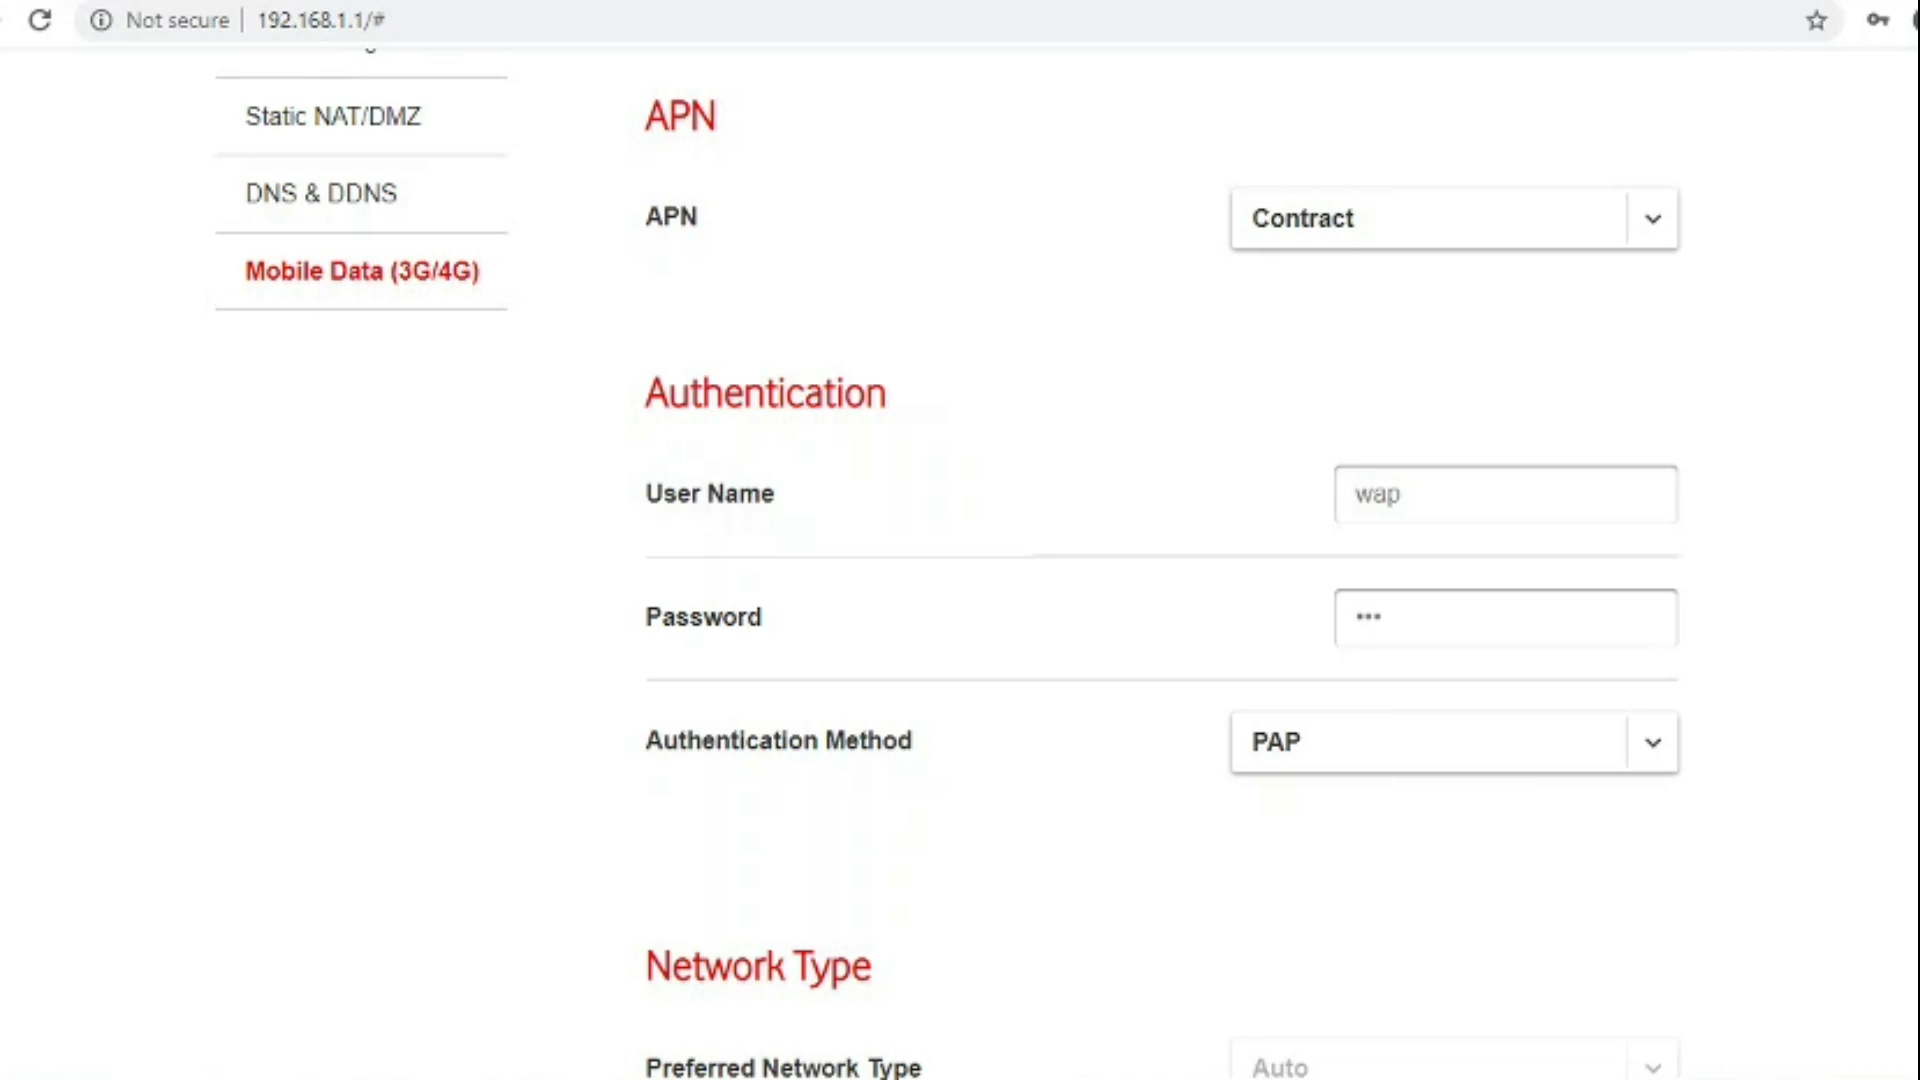 Not secure | 192.168.1.1/#
Static NAT/DMZ
DNS & DDNS
Mobile Data (3G/4G)
APN
APN
Contract
Authentication
User Name
wap
Password
•••
Authentication Method
PAP
Network Type
Preferred Network Type
Auto